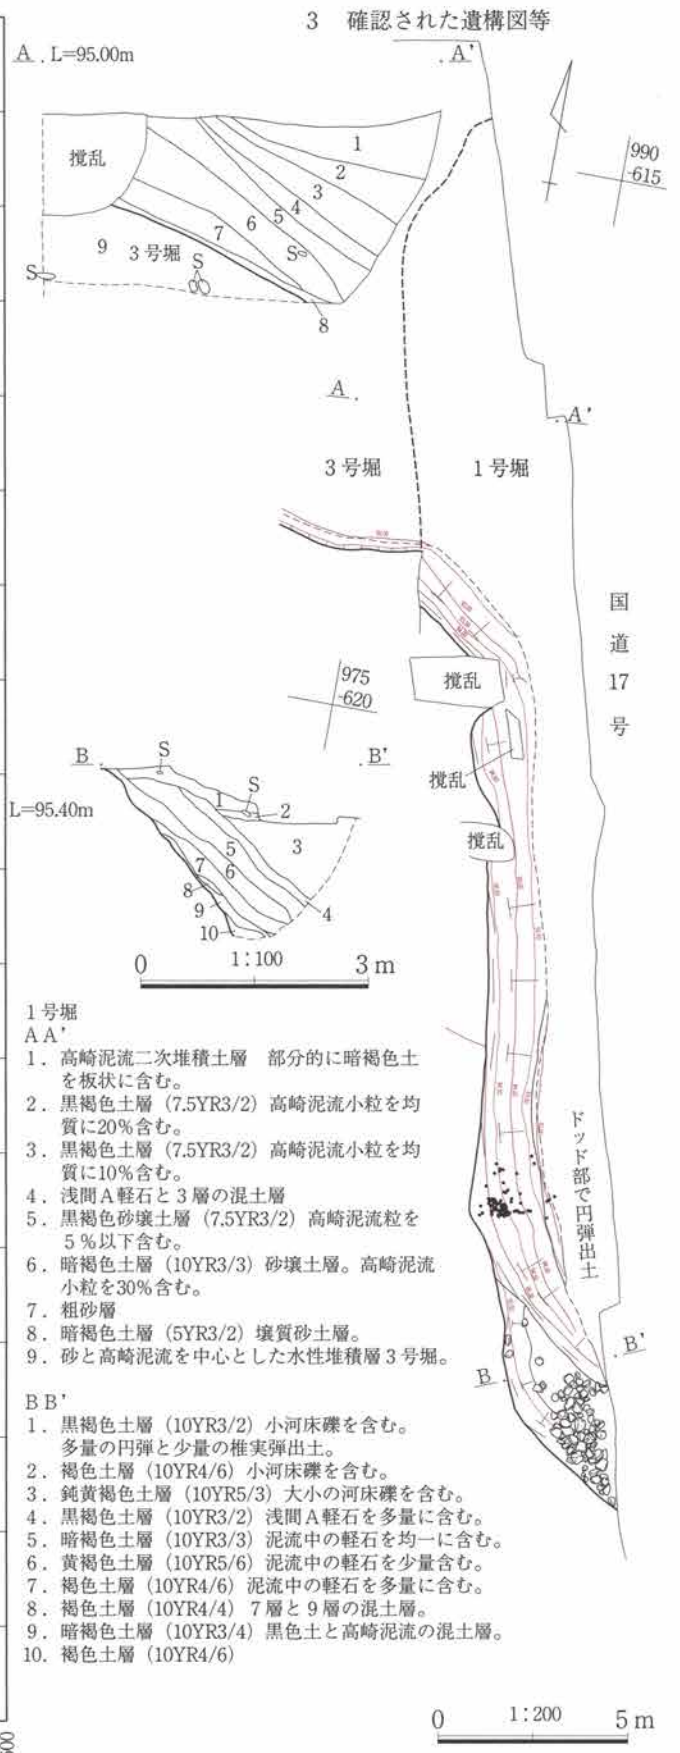 3 確認された遺構図等
A . L=95.00m
. A'
撹乱
1
2
3
4
5
6
7
S
9
3号堀
S
S
8
990
-615
A .
. A'
3号堀
1号堀
国道17号
975
-620
撹乱
撹乱
撹乱
B .
S
. B'
S
L=95.40m
1
2
3
5
6
7
8
9
4
10
0 1:100 3m
1号堀
AA'
1. 高崎泥流二次堆積土層 部分的に暗褐色土
を板状に含む。
2. 黒褐色土層(7.5YR3/2)高崎泥流小粒を均
質に20%含む。
3. 黒褐色土層(7.5YR3/2)高崎泥流小粒を均
質に10%含む。
4. 浅間A軽石と3層の混土層
5. 黒褐色砂壌土層(7.5YR3/2)高崎泥流粒を
5%以下含む。
6. 暗褐色土層(10YR3/3)砂壌土層。高崎泥流
小粒を30%含む。
7. 粗砂層
8. 暗褐色土層(5YR3/2)壌質砂土層。
9. 砂と高崎泥流を中心とした水性堆積層3号堀。
ドッド部で円弾出土
B .
. B'
BB'
1. 黒褐色土層(10YR3/2)小河床礫を含む。
多量の円弾と少量の椎実弾出土。
2. 褐色土層(10YR4/6)小河床礫を含む。
3. 鈍黄褐色土層(10YR5/3)大小の河床礫を含む。
4. 黒褐色土層(10YR3/2)浅間A軽石を多量に含む。
5. 暗褐色土層(10YR3/3)泥流中の軽石を均一に含む。
6. 黄褐色土層(10YR5/6)泥流中の軽石を少量含む。
7. 褐色土層(10YR4/6)泥流中の軽石を多量に含む。
8. 褐色土層(10YR4/4)7層と9層の混土層。
9. 暗褐色土層(10YR3/4)黒色土と高崎泥流の混土層。
10. 褐色土層(10YR4/6)
0 1:200 5m